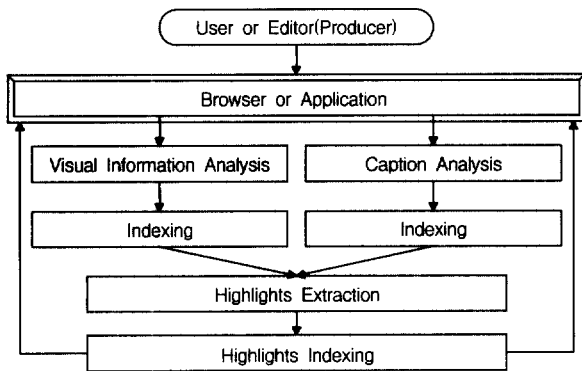 User or Editor(Producer)
Browser or Application
Visual Information Analysis
Caption Analysis
Indexing
Indexing
Highlights Extraction
Highlights Indexing